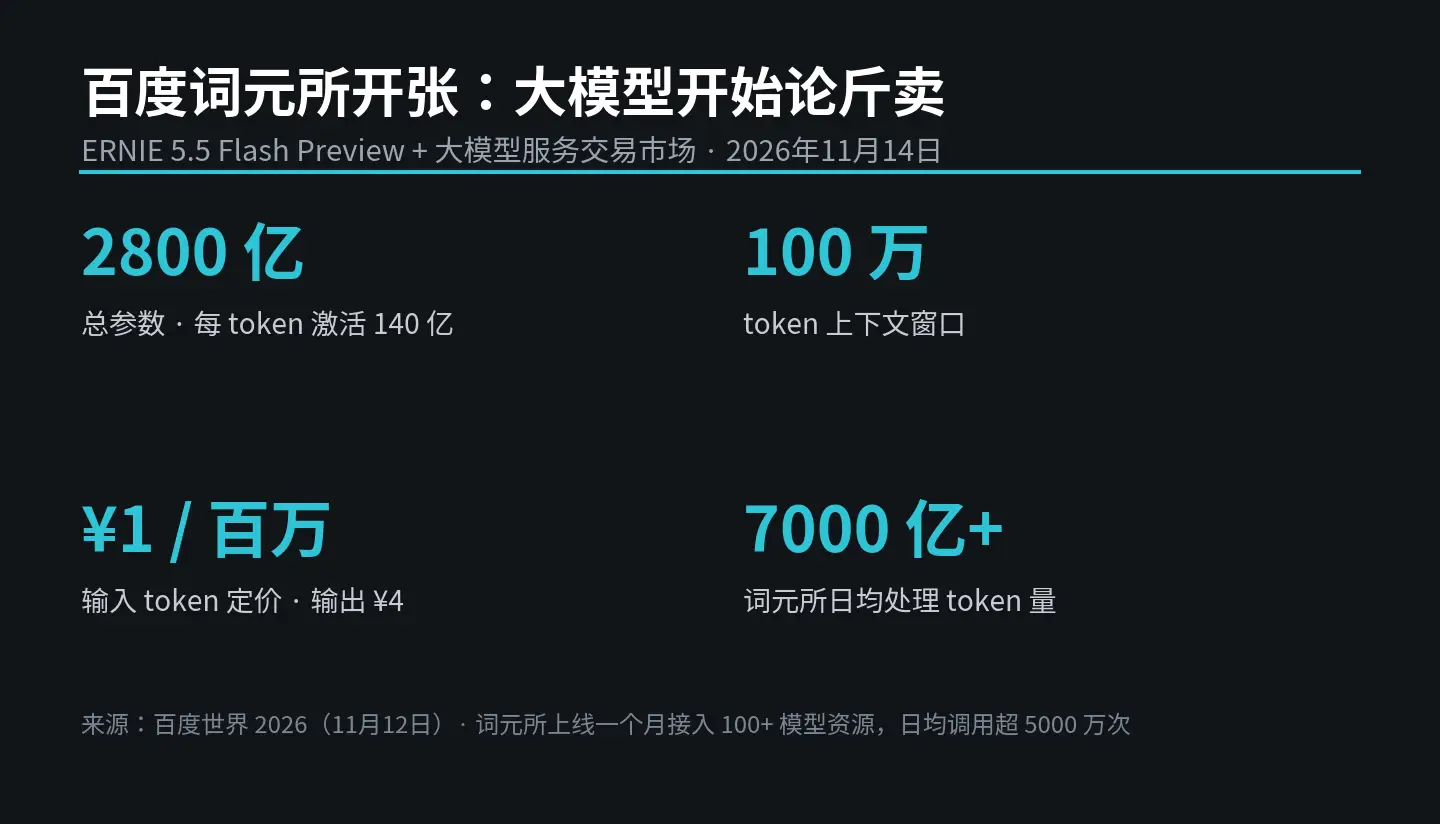 百度词元所开张：大模型开始论斤卖
ERNIE 5.5 Flash Preview + 大模型服务交易市场 · 2026年11月14日
2800 亿
总参数 · 每 token 激活 140 亿
100 万
token 上下文窗口
¥1 / 百万
输入 token 定价 · 输出 ¥4
7000 亿+
词元所日均处理 token 量
来源：百度世界 2026（11月12日）· 词元所上线一个月接入 100+ 模型资源，日均调用超 5000 万次